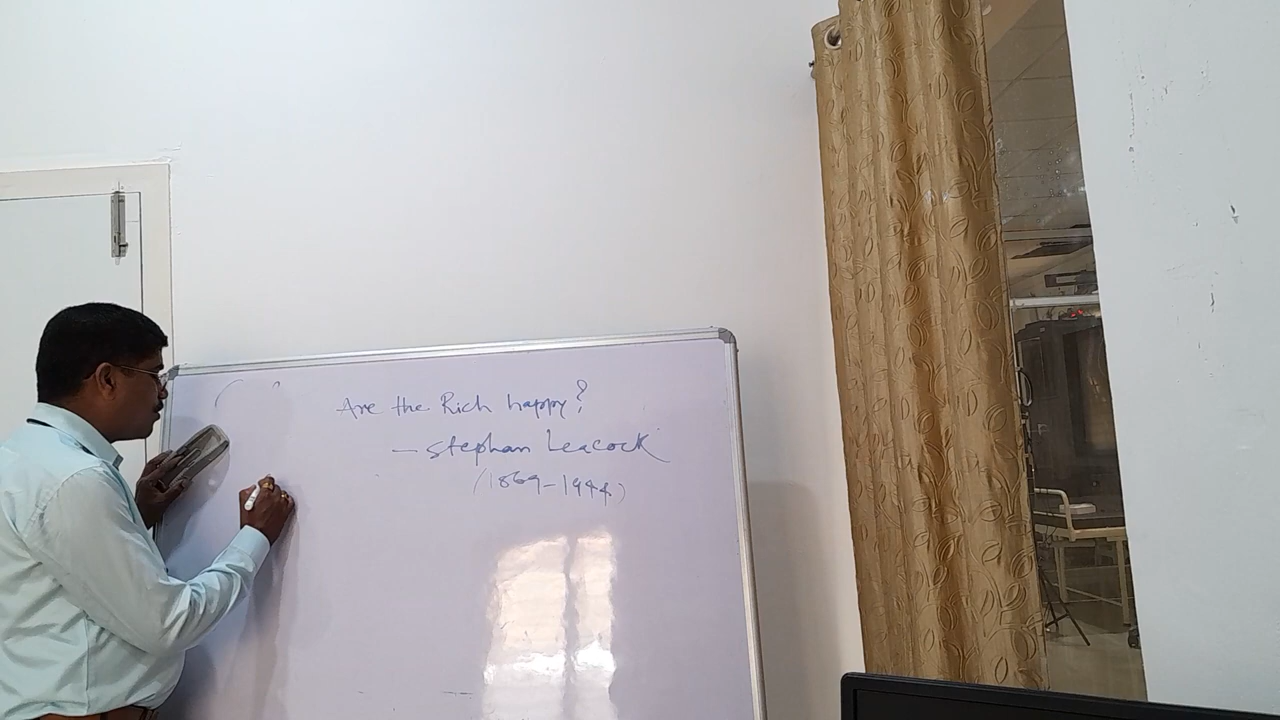 Are the Rich happy?
— Stephan Leacock
(1869-1944)